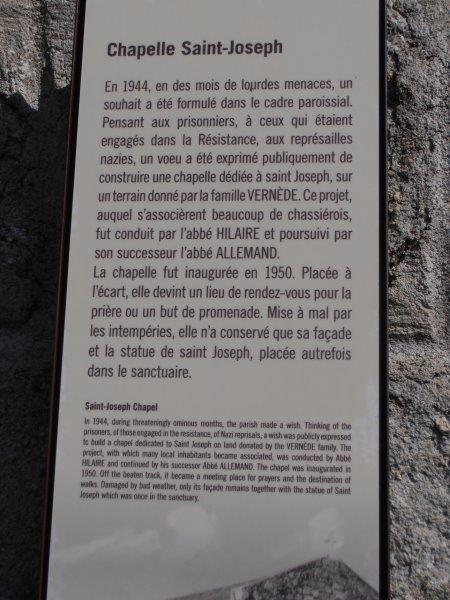 Chapelle Saint-Joseph
En 1944, en des mois de lourdes menaces, un
souhait a été formulé dans le cadre paroissial.
Pensant aux prisonniers, à ceux qui étaient
engagés dans la Résistance, aux représailles
nazies, un voeu a été exprimé publiquement de
construire une chapelle dédiée à saint Joseph, sur
un terrain donné par la famille VERNÈDE. Ce projet,
auquel s'associèrent beaucoup de chassiérois,
fut conduit par l'abbé HILAIRE et poursuivi par
son successeur l'abbé ALLEMAND.
La chapelle fut inaugurée en 1950. Placée à
l'écart, elle devint un lieu de rendez-vous pour la
prière ou un but de promenade. Mise à mal par
les intempéries, elle n'a conservé que sa façade
et la statue de saint Joseph, placée autrefois
dans le sanctuaire.
Saint-Joseph Chapel
In 1944, during threateningly ominous months, the parish made a wish. Thinking of the
prisoners, of those engaged in the resistance, of Nazi reprisals, a wish was publicly expressed
to build a chapel dedicated to Saint Joseph on land donated by the VERNÈDE family. The
project, with which many local inhabitants became associated, was conducted by Abbé
HILAIRE and continued by his successor Abbé ALLEMAND. The chapel was inaugurated in
1950. Off the beaten track, it became a meeting place for prayers and the destination of
walks. Damaged by bad weather, only its façade remains together with the statue of Saint
Joseph which was once in the sanctuary.